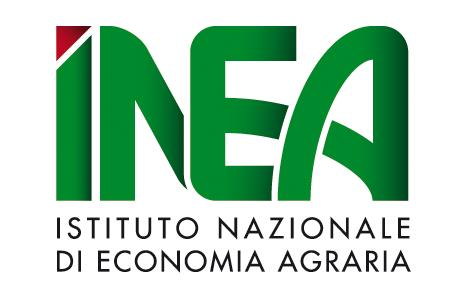 INEA
ISTITUTO NAZIONALE
DI ECONOMIA AGRARIA